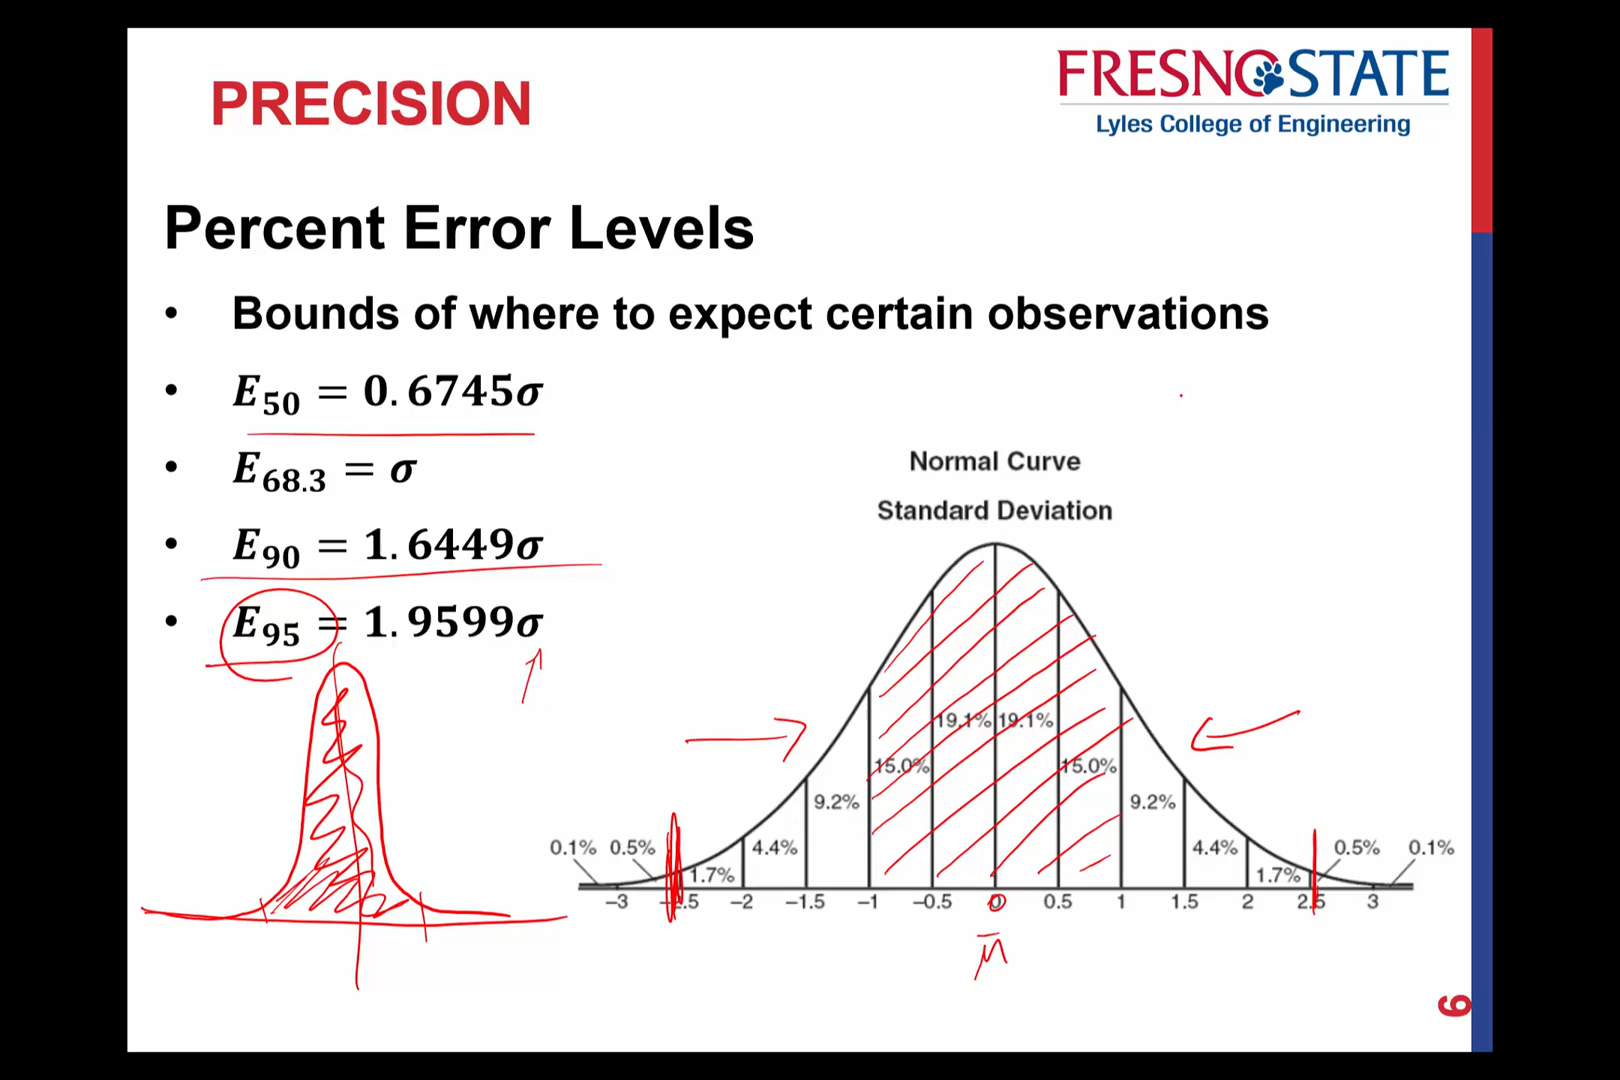 PRECISION
FRESNO STATE
Lyles College of Engineering
Percent Error Levels
• Bounds of where to expect certain observations
• E50 = 0.6745σ
• E68.3 = σ
• E90 = 1.6449σ
• E95 = 1.9599σ
Normal Curve
Standard Deviation
19.1% 19.1%
15.0% 15.0%
9.2% 9.2%
0.1% 0.5% 4.4% 4.4% 0.5% 0.1%
1.7% 1.7%
–3 –2.5 –2 –1.5 –1 –0.5 0 0.5 1 1.5 2 2.5 3
6